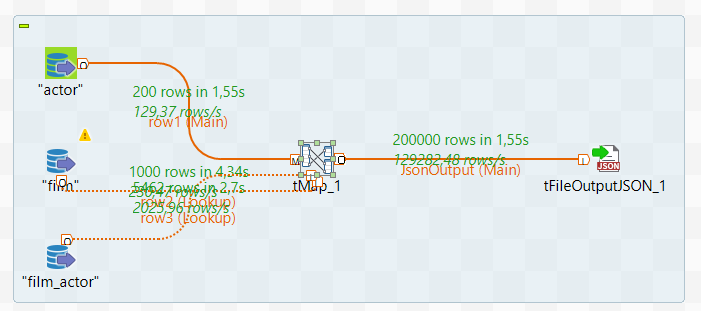 "actor"
200 rows in 1,55s
129,37 rows/s
row1 (Main)
"film"
1000 rows in 4,34s
5462 rows in 2,7s
230,47 rows/s
row2 (Lookup)
2025,96 rows/s
row3 (Lookup)
"film_actor"
M
tMap_1
200000 rows in 1,55s
129282,48 rows/s
JsonOutput (Main)
JSON
tFileOutputJSON_1